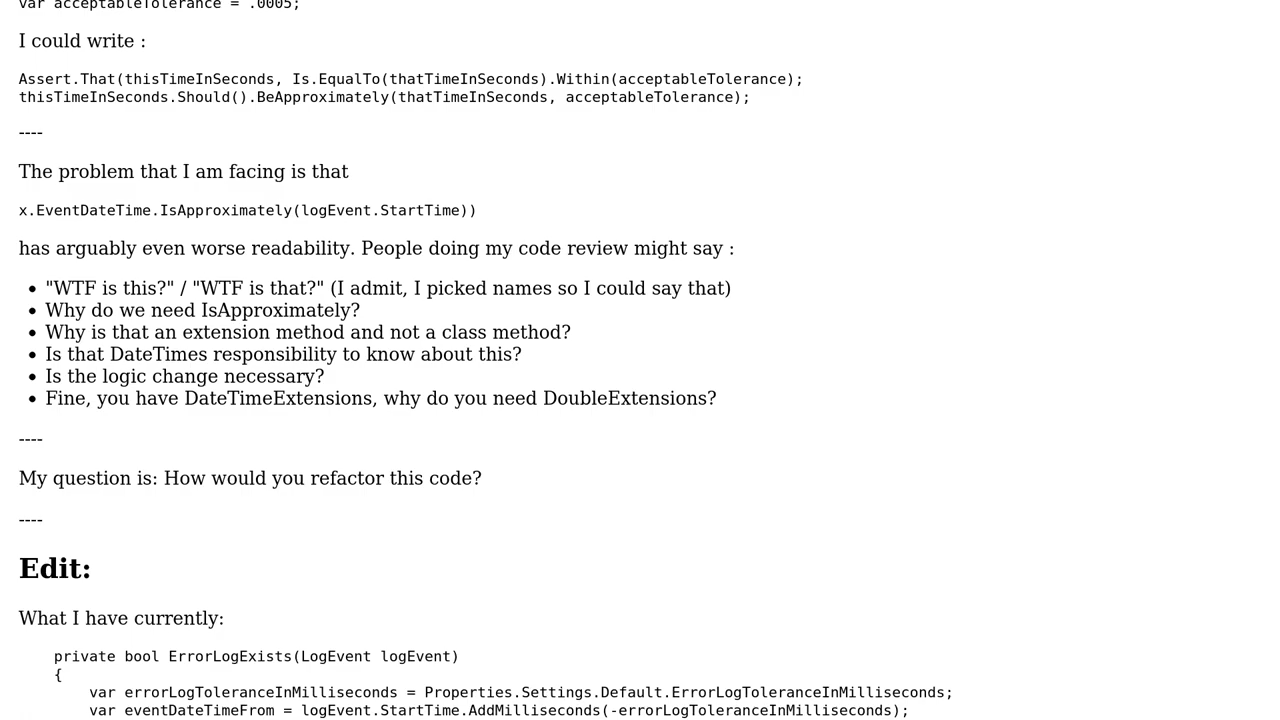 var acceptableTolerance = .0005;
I could write :
Assert.That(thisTimeInSeconds, Is.EqualTo(thatTimeInSeconds).Within(acceptableTolerance);
thisTimeInSeconds.Should().BeApproximately(thatTimeInSeconds, acceptableTolerance);
----
The problem that I am facing is that
x.EventDateTime.IsApproximately(logEvent.StartTime))
has arguably even worse readability. People doing my code review might say :
• "WTF is this?" / "WTF is that?" (I admit, I picked names so I could say that)
• Why do we need IsApproximately?
• Why is that an extension method and not a class method?
• Is that DateTimes responsibility to know about this?
• Is the logic change necessary?
• Fine, you have DateTimeExtensions, why do you need DoubleExtensions?
----
My question is: How would you refactor this code?
----
Edit:
What I have currently:
private bool ErrorLogExists(LogEvent logEvent)
{
var errorLogToleranceInMilliseconds = Properties.Settings.Default.ErrorLogToleranceInMilliseconds;
var eventDateTimeFrom = logEvent.StartTime.AddMilliseconds(-errorLogToleranceInMilliseconds);